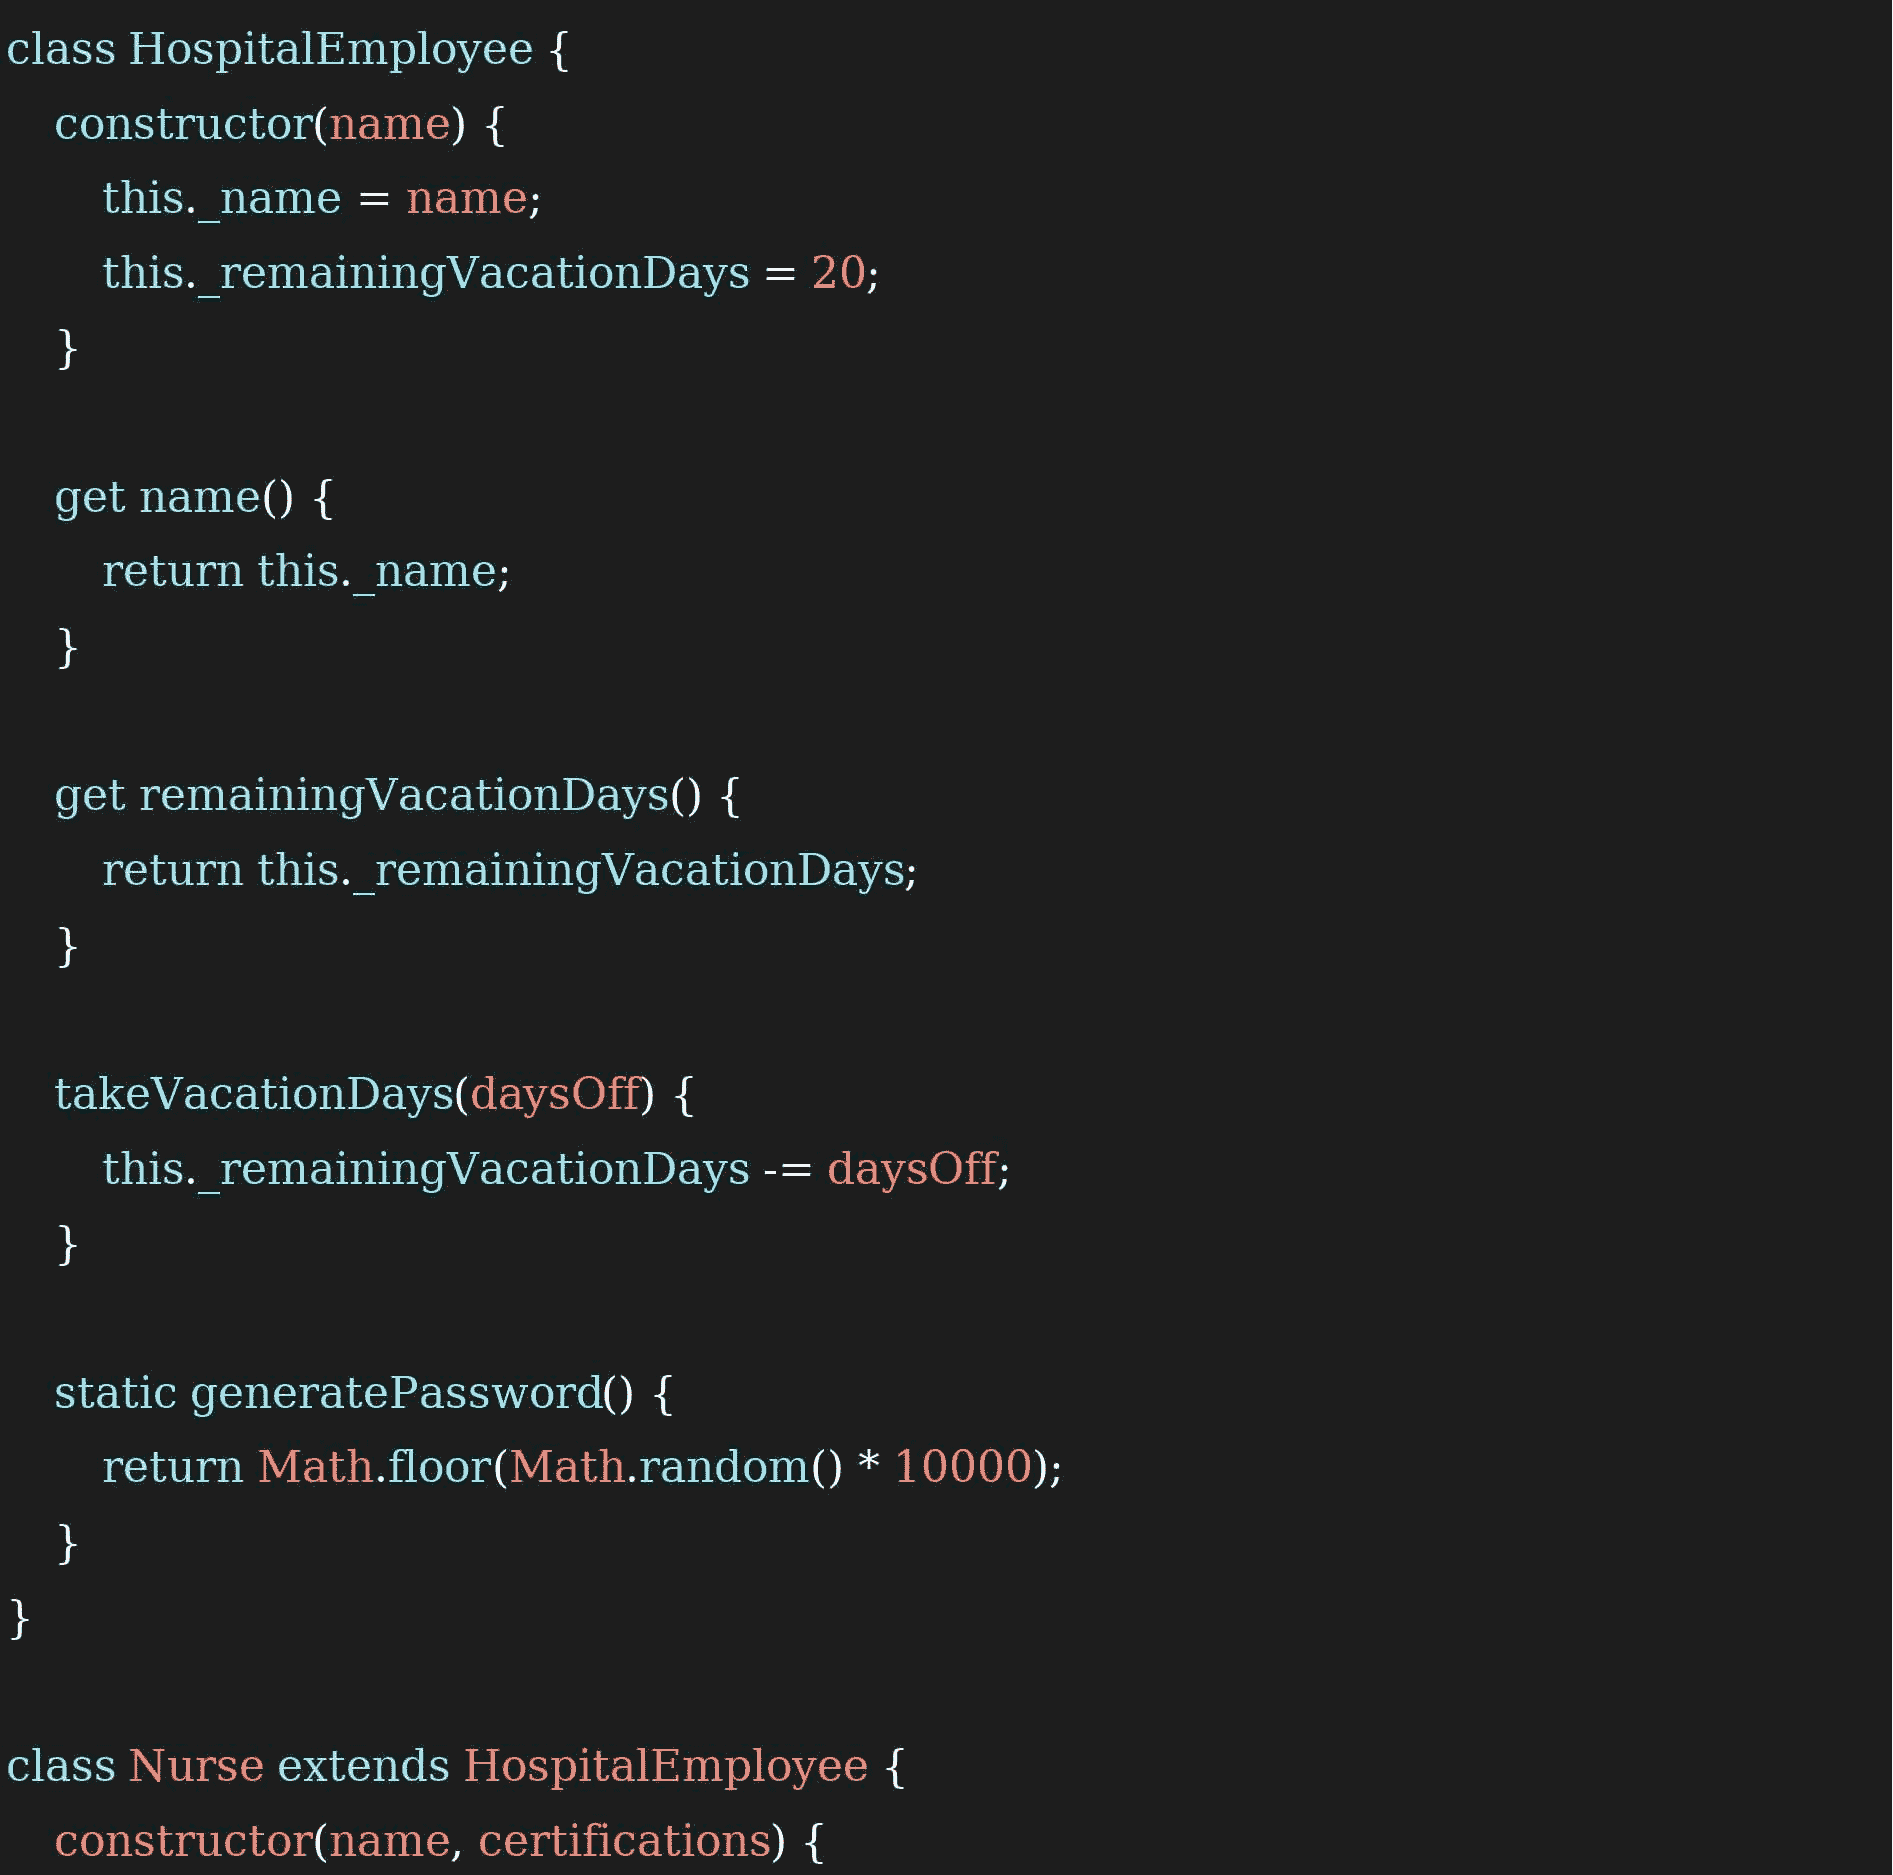 class HospitalEmployee {
    constructor(name) {
        this._name = name;
        this._remainingVacationDays = 20;
    }

    get name() {
        return this._name;
    }

    get remainingVacationDays() {
        return this._remainingVacationDays;
    }

    takeVacationDays(daysOff) {
        this._remainingVacationDays -= daysOff;
    }

    static generatePassword() {
        return Math.floor(Math.random() * 10000);
    }
}

class Nurse extends HospitalEmployee {
    constructor(name, certifications) {